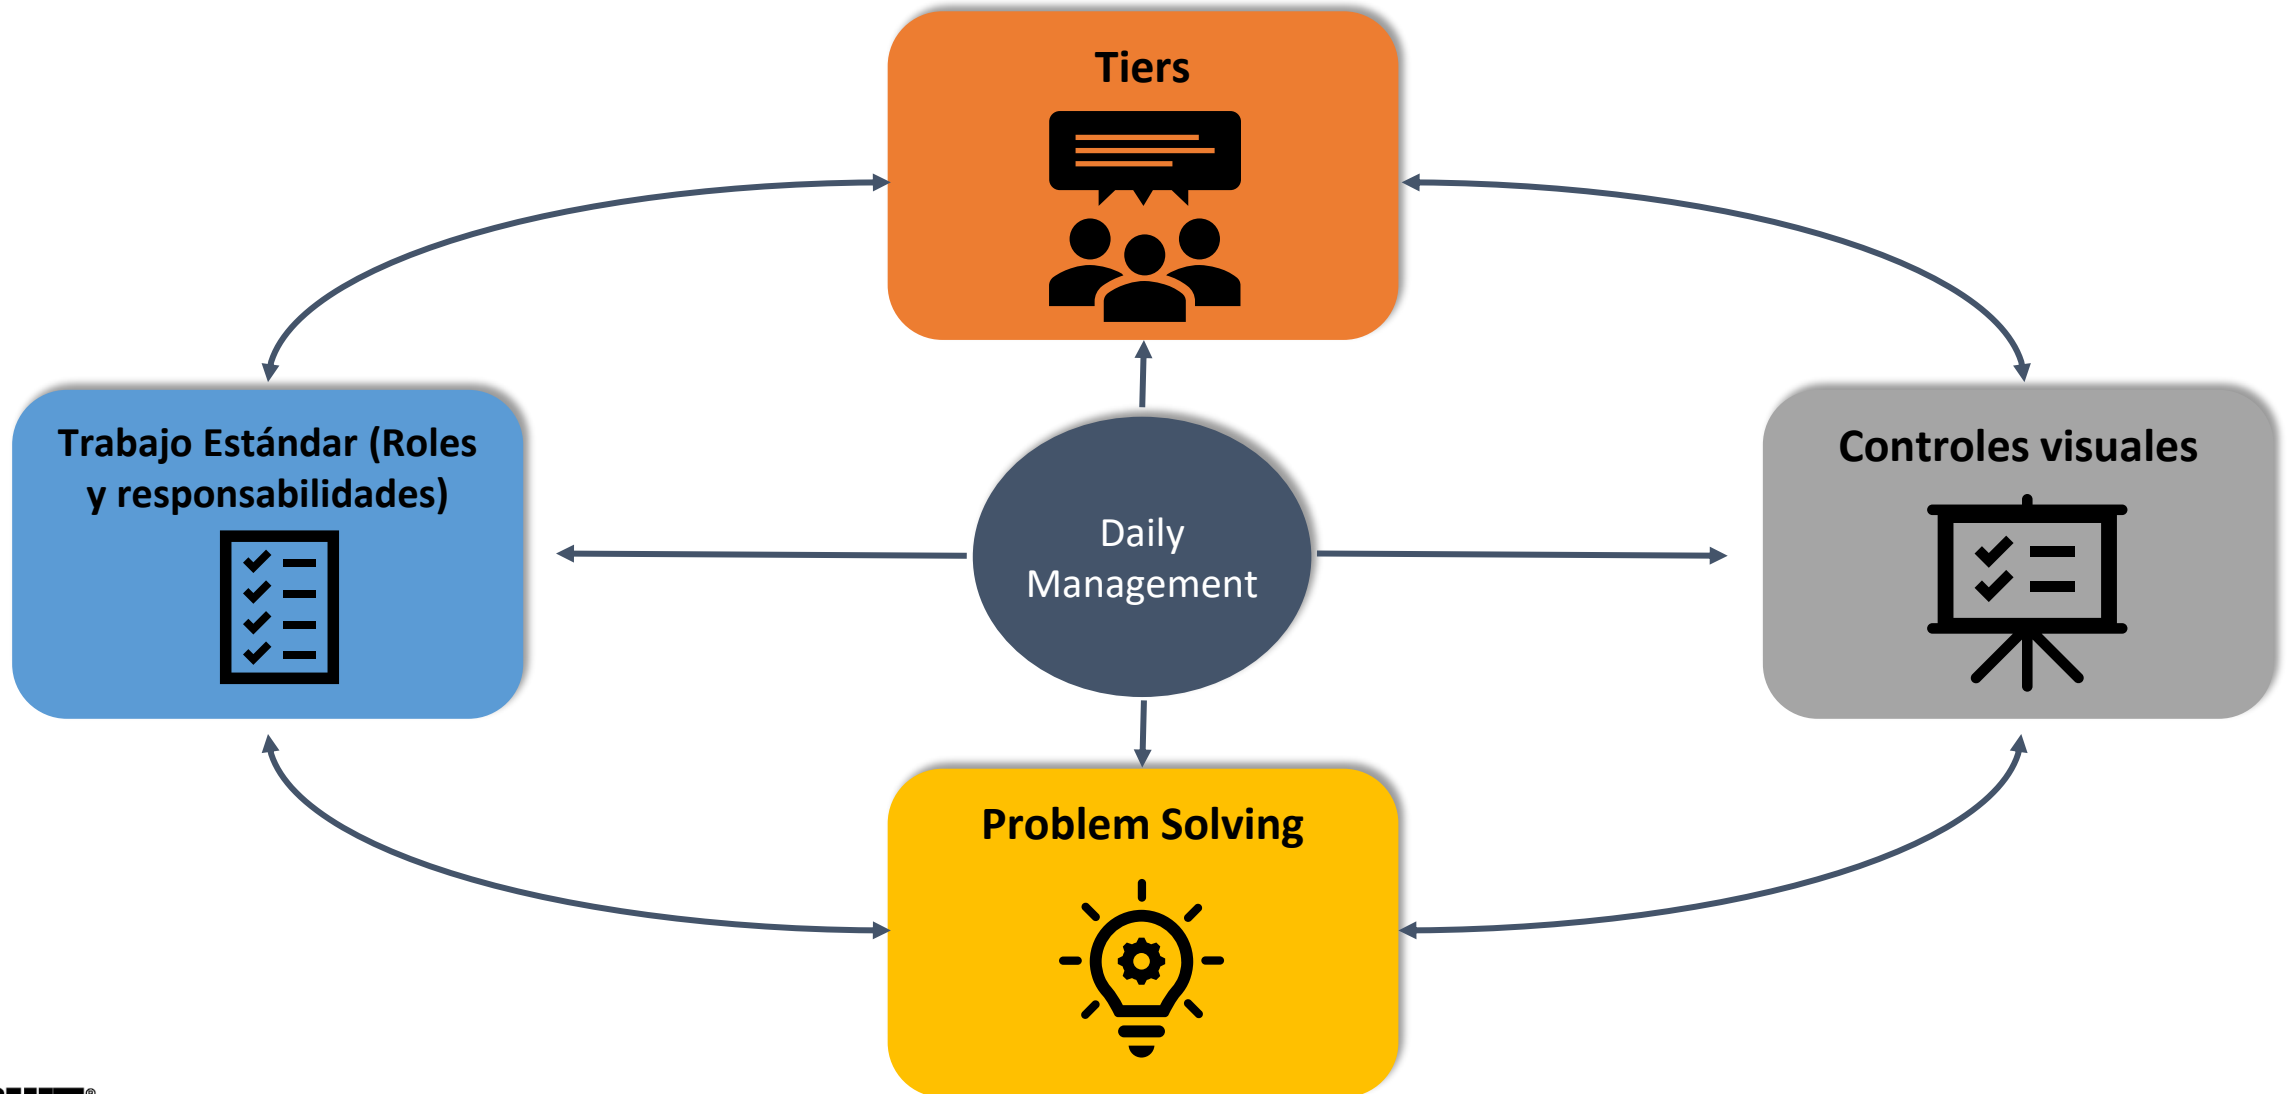 Tiers
Trabajo Estándar (Roles
y responsabilidades)
Controles visuales
Daily
Management
Problem Solving
®